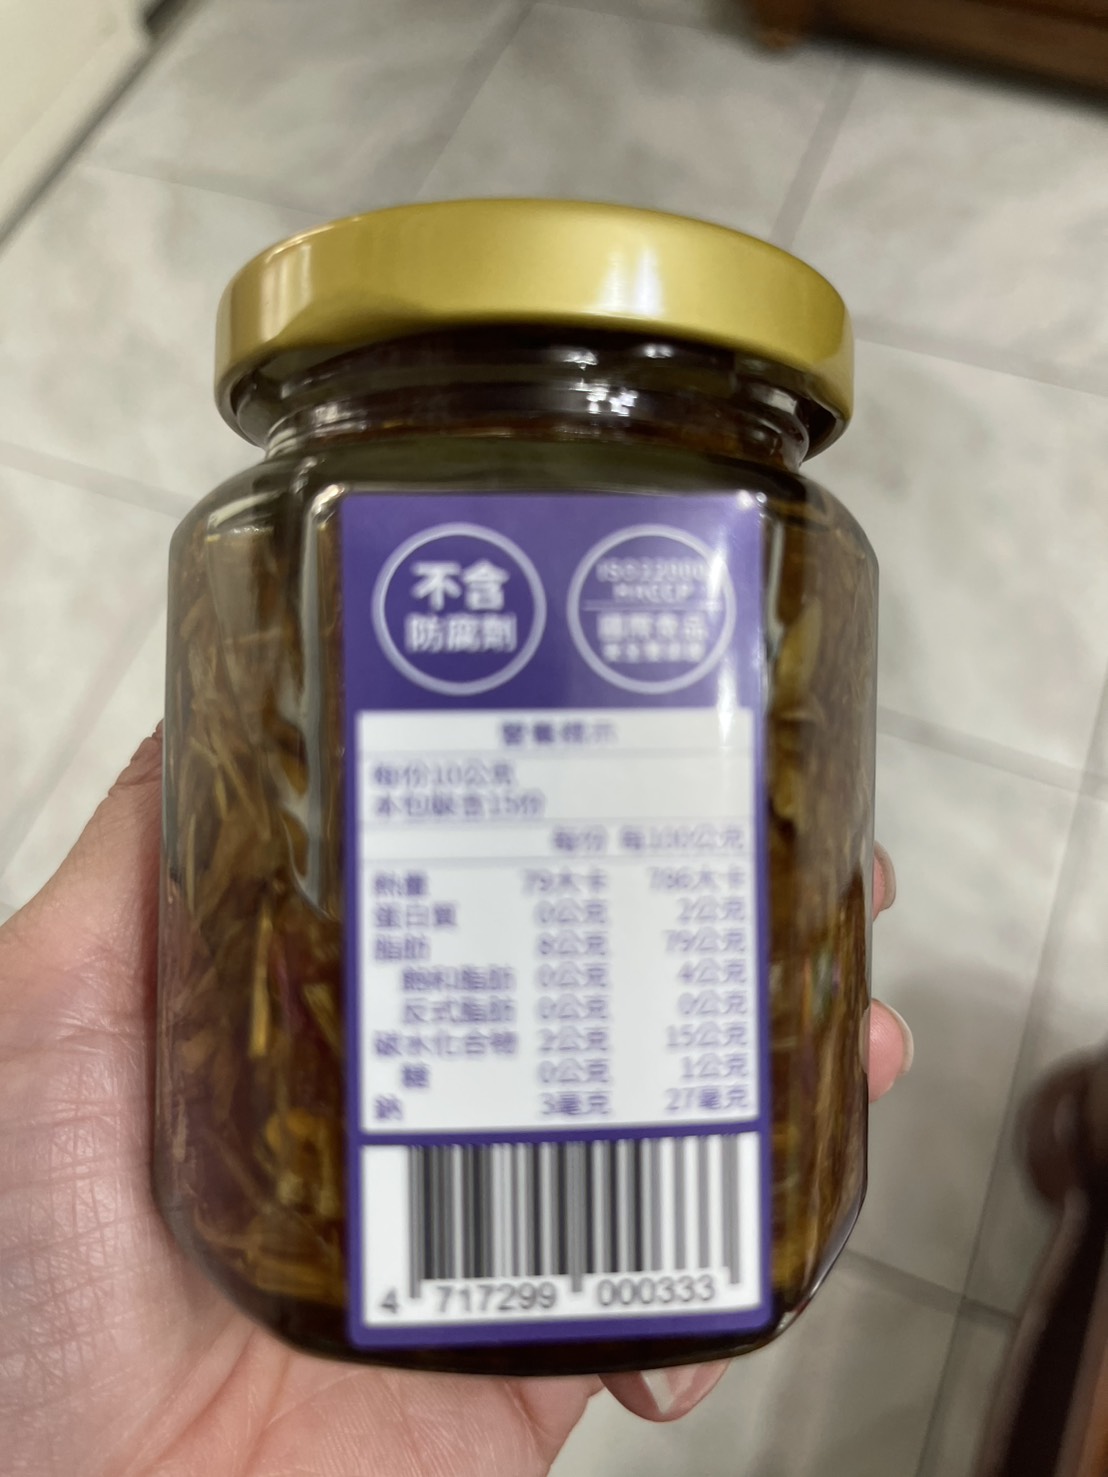 不含
防腐劑
ISO22000
HACCP
國際食品
安全雙認證
營養標示
每份10公克
本包裝含15份
每份 每100公克
熱量 79大卡 786大卡
蛋白質 0公克 2公克
脂肪 8公克 79公克
飽和脂肪 0公克 4公克
反式脂肪 0公克 0公克
碳水化合物 2公克 15公克
糖 0公克 1公克
鈉 3毫克 27毫克
4 717299 000333